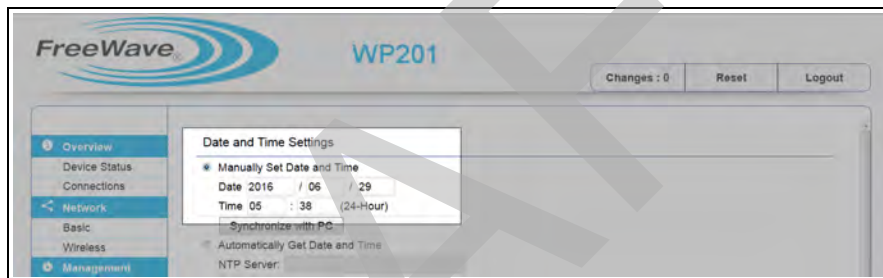 FreeWave®
WP201
Changes : 0
Reset
Logout
Overview
Device Status
Connections
Network
Basic
Wireless
Management
Date and Time Settings
Manually Set Date and Time
Date 2016 / 06 / 29
Time 05 : 38 (24-Hour)
Synchronize with PC
Automatically Get Date and Time
NTP Server: